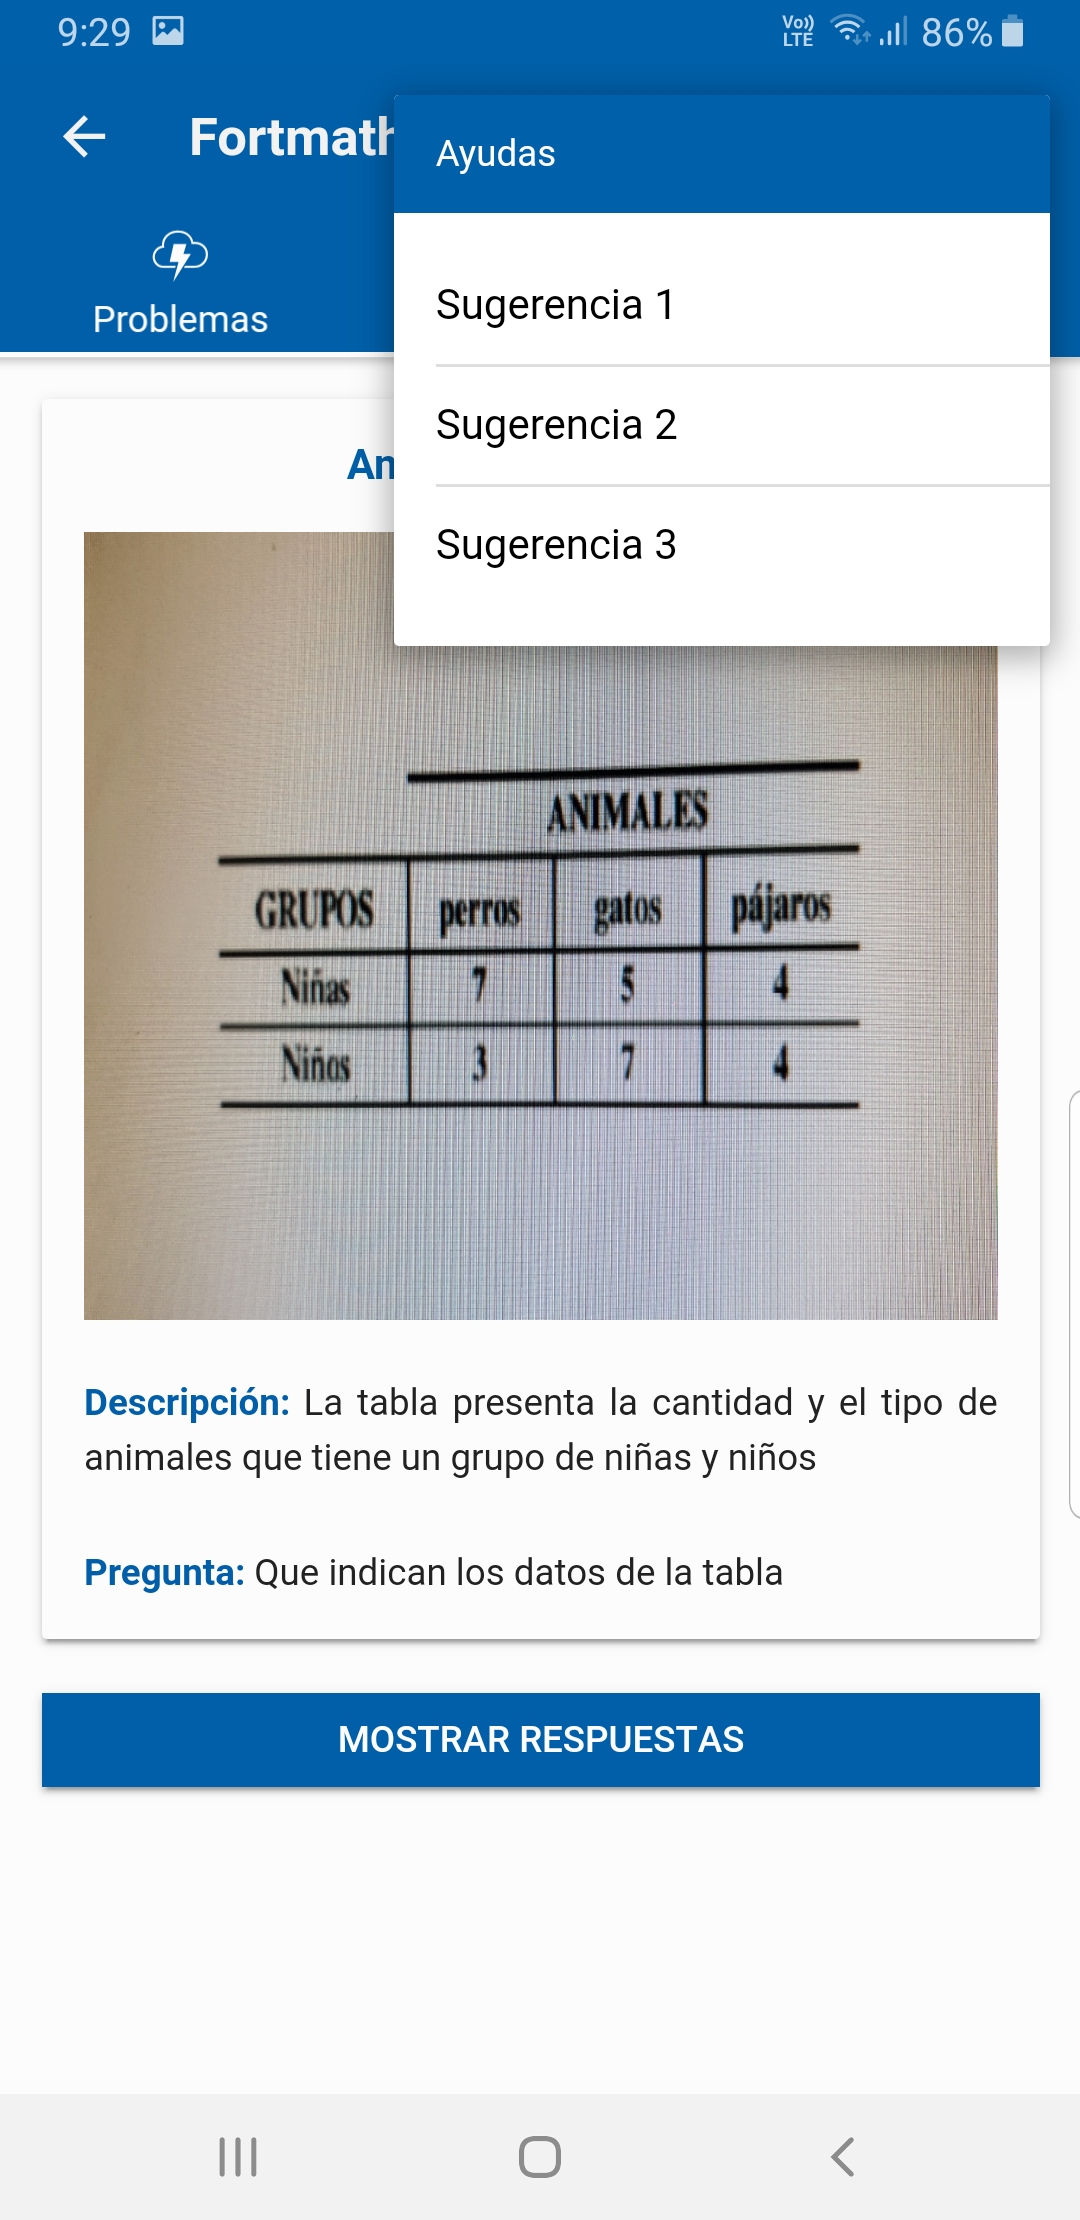 9:29
Vo))
LTE
86%
Fortmath
Ayudas
Problemas
Sugerencia 1
Sugerencia 2
Sugerencia 3
An
ANIMALES
GRUPOS perros gatos pájaros
Niñas 7 5 4
Niños 3 7 4
Descripción: La tabla presenta la cantidad y el tipo de
animales que tiene un grupo de niñas y niños
Pregunta: Que indican los datos de la tabla
MOSTRAR RESPUESTAS